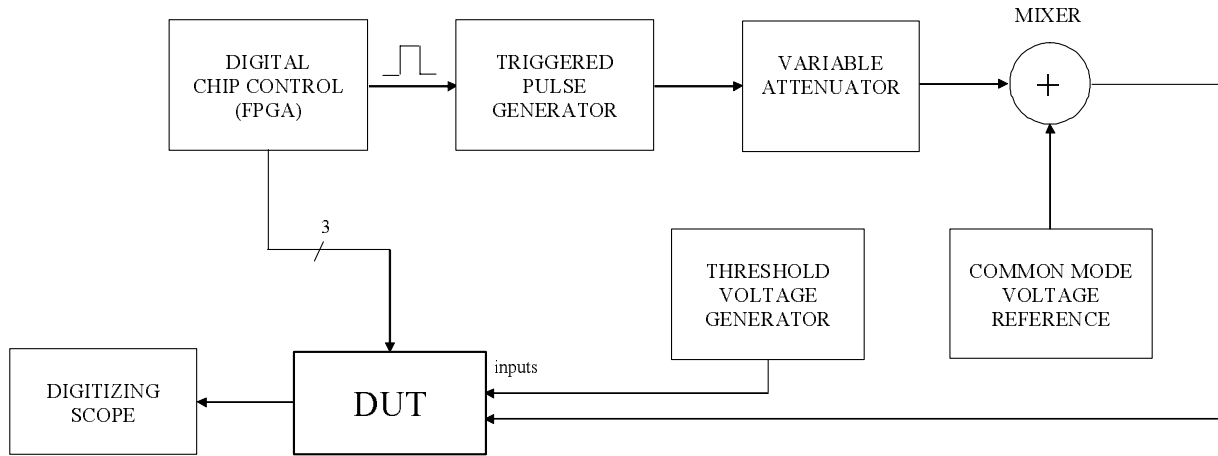 MIXER
DIGITAL
CHIP CONTROL
(FPGA)
TRIGGERED
PULSE
GENERATOR
VARIABLE
ATTENUATOR
+
3
THRESHOLD
VOLTAGE
GENERATOR
COMMON MODE
VOLTAGE
REFERENCE
inputs
DIGITIZING
SCOPE
DUT